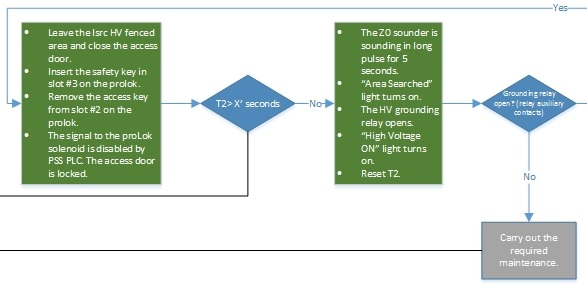 Yes
Leave the Isrc HV fenced
area and close the access
door.
Insert the safety key in
slot #3 on the prolok.
Remove the access key
from slot #2 on the
prolok.
The signal to the proLok
solenoid is disabled by
PSS PLC. The access door
is locked.
T2> X' seconds
No
The Z0 sounder is
sounding in long
pulse for 5
seconds.
"Area Searched"
light turns on.
The HV grounding
relay opens.
"High Voltage
ON" light turns
on.
Reset T2.
Grounding relay
open? (relay auxiliary
contacts)
No
Carry out the
required
maintenance.